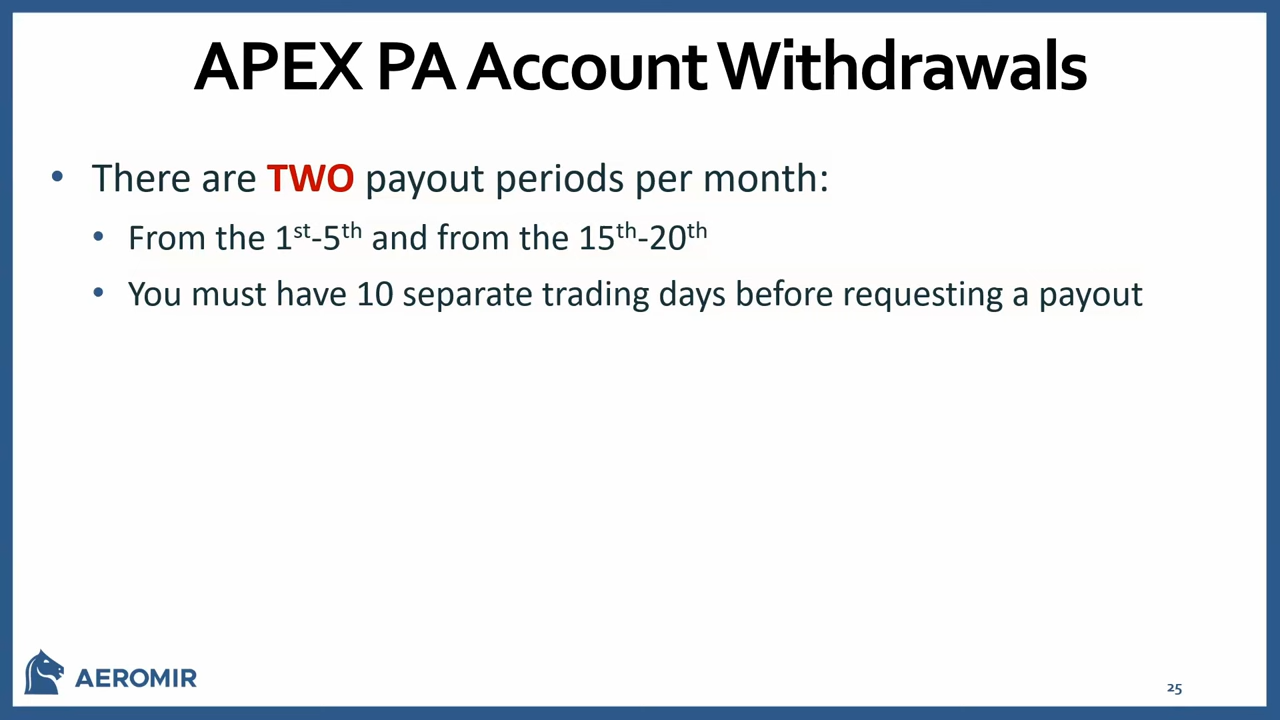 APEX PA Account Withdrawals
• There are TWO payout periods per month:
• From the 1st-5th and from the 15th-20th
• You must have 10 separate trading days before requesting a payout
AEROMIR
25